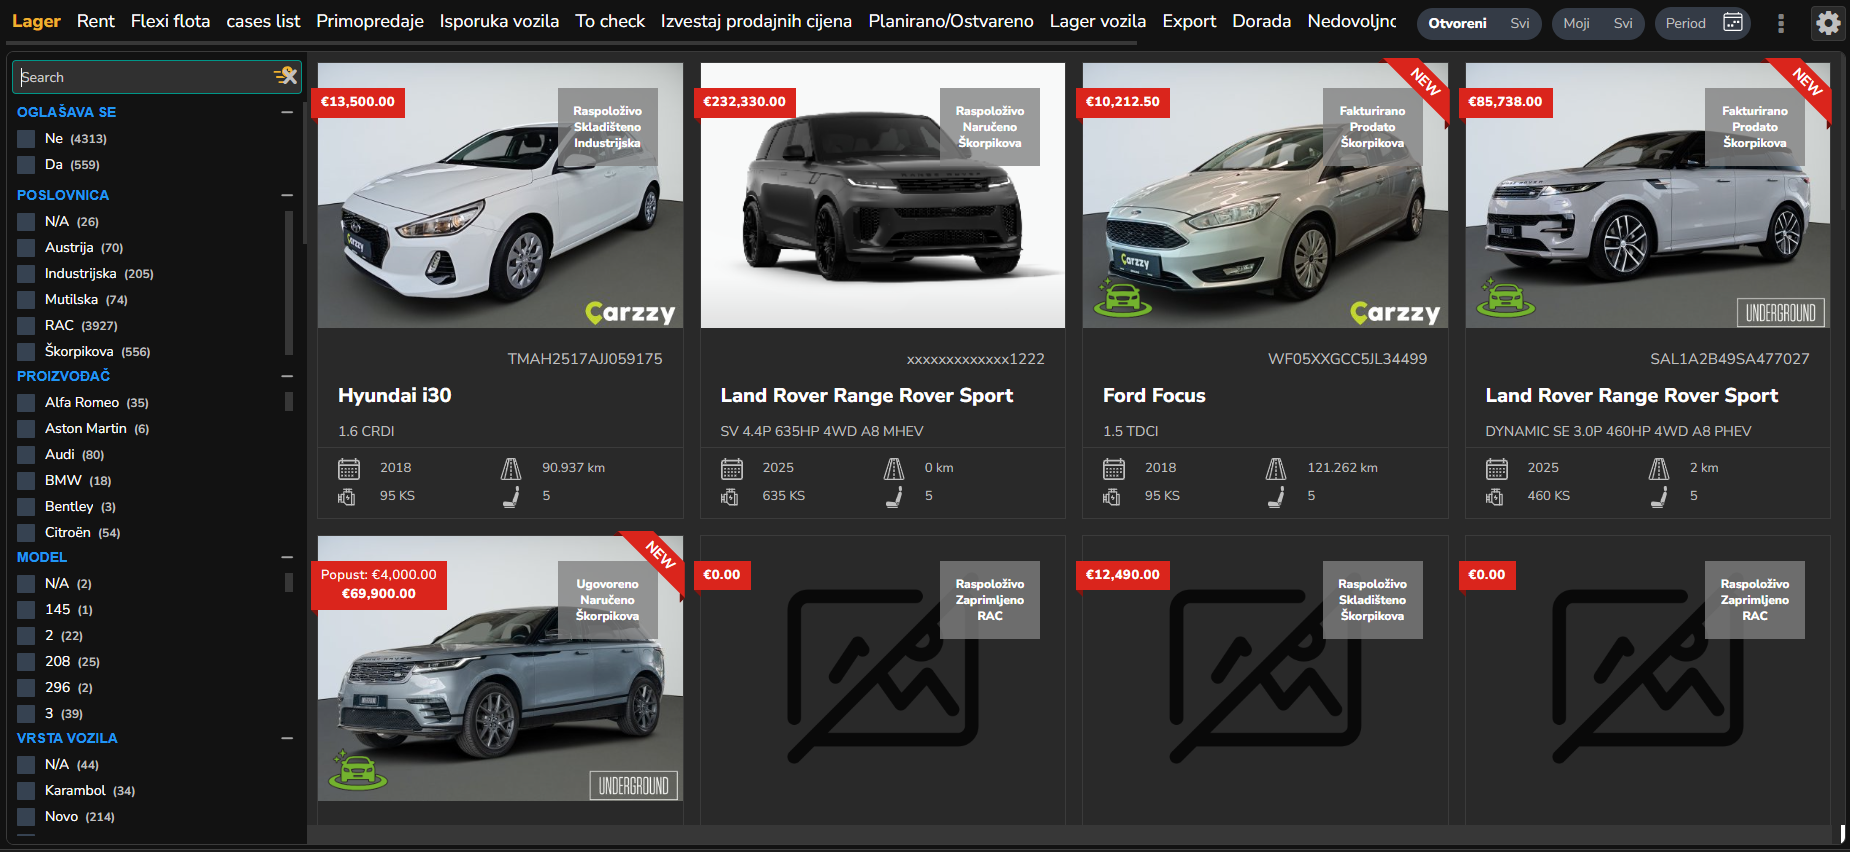 Lager Rent Flexi flota cases list Primopredaje Isporuka vozila To check Izvestaj prodajnih cijena Planirano/Ostvareno Lager vozila Export Dorada Nedovoljno Otvoreni Svi Moji Svi Period
Search
OGLAŠAVA SE
Ne (4313)
Da (559)
POSLOVNICA
N/A (26)
Austrija (70)
Industrijska (205)
Mutilska (74)
RAC (3927)
Škorpikova (556)
PROIZVOĐAČ
Alfa Romeo (35)
Aston Martin (6)
Audi (80)
BMW (18)
Bentley (3)
Citroën (54)
MODEL
N/A (2)
145 (1)
2 (22)
208 (25)
296 (2)
3 (39)
VRSTA VOZILA
N/A (44)
Karambol (34)
Novo (214)
€13,500.00
Raspoloživo
Skladišteno
Industrijska
Carzzy
Carzzy
TMAH2517AJJ059175
Hyundai i30
1.6 CRDI
2018
90.937 km
95 KS
5
€232,330.00
Raspoloživo
Naručeno
Škorpikova
xxxxxxxxxxxxx1222
Land Rover Range Rover Sport
SV 4.4P 635HP 4WD A8 MHEV
2025
0 km
635 KS
5
€10,212.50
NEW
Fakturirano
Prodato
Škorpikova
Carzzy
Carzzy
WF05XXGCC5JL34499
Ford Focus
1.5 TDCI
2018
121.262 km
95 KS
5
€85,738.00
NEW
Fakturirano
Prodato
Škorpikova
UNDERGROUND
SAL1A2B49SA477027
Land Rover Range Rover Sport
DYNAMIC SE 3.0P 460HP 4WD A8 PHEV
2025
2 km
460 KS
5
Popust: €4,000.00
€69,900.00
NEW
Ugovoreno
Naručeno
Škorpikova
UNDERGROUND
€0.00
Raspoloživo
Zaprimljeno
RAC
€12,490.00
Raspoloživo
Skladišteno
Škorpikova
€0.00
Raspoloživo
Zaprimljeno
RAC